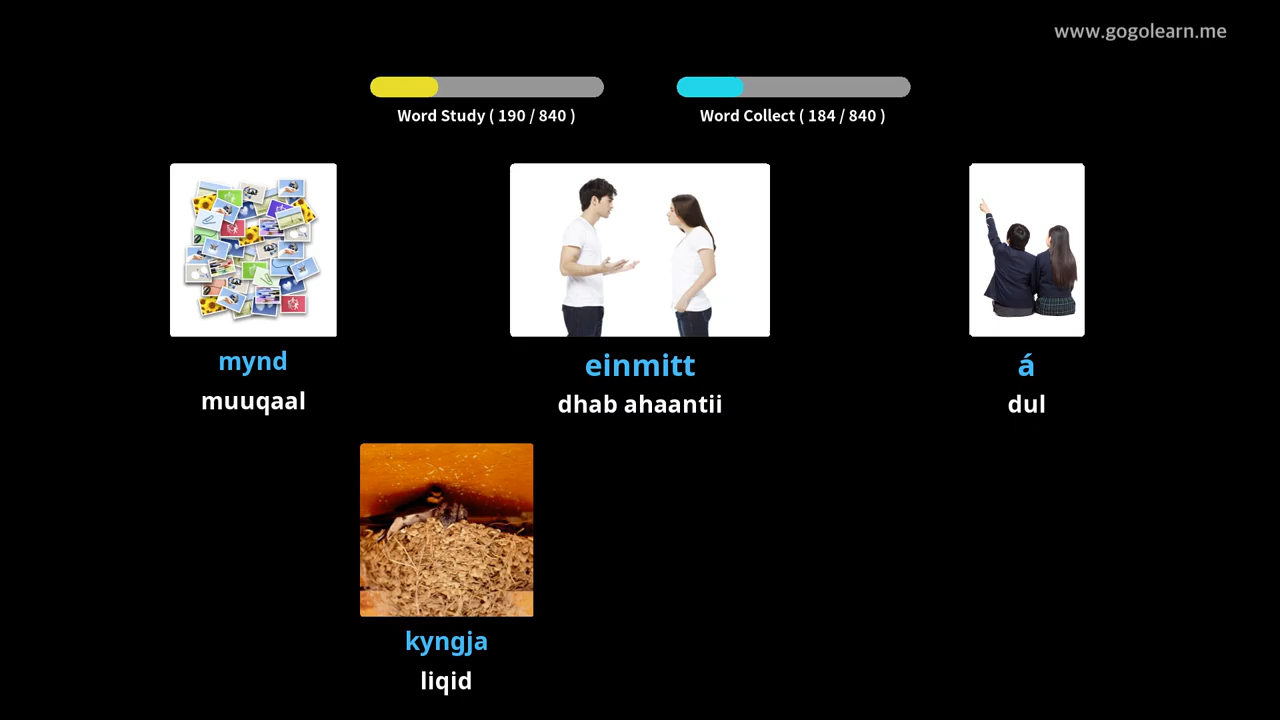 www.gogolearn.me
Word Study ( 190 / 840 )
Word Collect ( 184 / 840 )
mynd
muuqaal
einmitt
dhab ahaantii
á
dul
kyngja
liqid